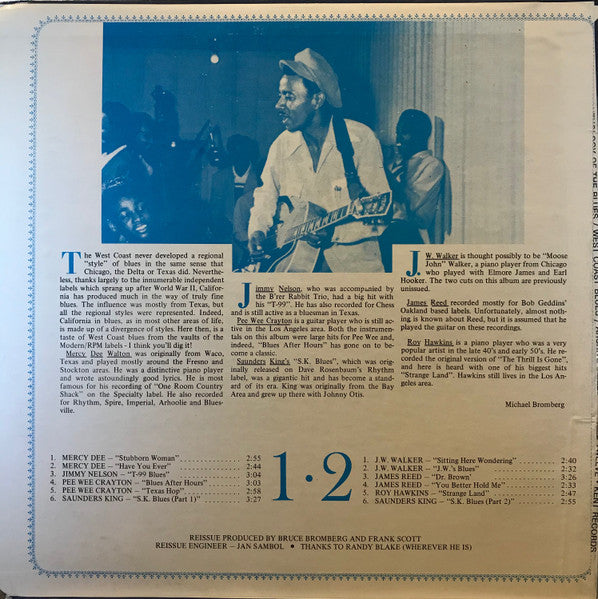 The West Coast never developed a regional
"style" of blues in the same sense that
Chicago, the Delta or Texas did. Neverthe-
less, thanks largely to the innumerable independent
labels which sprung up after World War II, Califor-
nia has produced much in the way of truly fine
blues. The influence was mostly from Texas, but
all the regional styles were represented. Indeed,
California in blues, as in most other areas of life,
is made up of a divergence of styles. Here then, is a
taste of West Coast blues from the vaults of the
Modern/RPM labels - I think you'll dig it!
Mercy Dee Walton was originally from Waco,
Texas and played mostly around the Fresno and
Stockton areas. He was a distinctive piano player
and wrote astoundingly good lyrics. He is most
famous for his recording of "One Room Country
Shack" on the Specialty label. He also recorded
for Rhythm, Spire, Imperial, Arhoolie and Blues-
ville.
Jimmy Nelson, who was accompanied by
the B'rer Rabbit Trio, had a big hit with
his "T-99". He has also recorded for Chess
and is still active as a bluesman in Texas.
Pee Wee Crayton is a guitar player who is still ac-
tive in the Los Angeles area. Both the instrumen-
tals on this album were large hits for Pee Wee and,
indeed, "Blues After Hours" has gone on to be-
come a classic.
Saunders King's "S.K. Blues", which was orig-
inally released on Dave Rosenbaum's Rhythm
label, was a gigantic hit and has become a stand-
ard of its era. King was originally from the Bay
Area and grew up there with Johnny Otis.
J. W. Walker is thought possibly to be "Moose
John" Walker, a piano player from Chicago
who played with Elmore James and Earl
Hooker. The two cuts on this album are previously
unissued.
James Reed recorded mostly for Bob Geddins'
Oakland based labels. Unfortunately, almost noth-
ing is known about Reed, but it is assumed that he
played the guitar on these recordings.
Roy Hawkins is a piano player who was a very
popular artist in the late 40's and early 50's. He re-
corded the original version of "The Thrill Is Gone",
and here is heard with one of his biggest hits
"Strange Land". Hawkins still lives in the Los An-
geles area.
Michael Bromberg
1. MERCY DEE – "Stubborn Woman" 2:55
2. MERCY DEE – "Have You Ever" 2:44
3. JIMMY NELSON – "T-99 Blues" 3:04
4. PEE WEE CRAYTON – "Blues After Hours" 3:03
5. PEE WEE CRAYTON – "Texas Hop" 2:58
6. SAUNDERS KING – "S.K. Blues (Part 1)" 3:27
1·2
1. J.W. WALKER – "Sitting Here Wondering" 2:40
2. J.W. WALKER – "J.W.'s Blues" 2:32
3. JAMES REED – "Dr. Brown' 3:26
4. JAMES REED – "You Better Hold Me" 2:33
5. ROY HAWKINS – "Strange Land" 2:47
6. SAUNDERS KING – "S.K. Blues (Part 2)" 2:55
REISSUE PRODUCED BY BRUCE BROMBERG AND FRANK SCOTT
REISSUE ENGINEER – JAN SAMBOL • THANKS TO RANDY BLAKE (WHEREVER HE IS)
OF THE BLUES / WEST COAST
KENT RECORDS